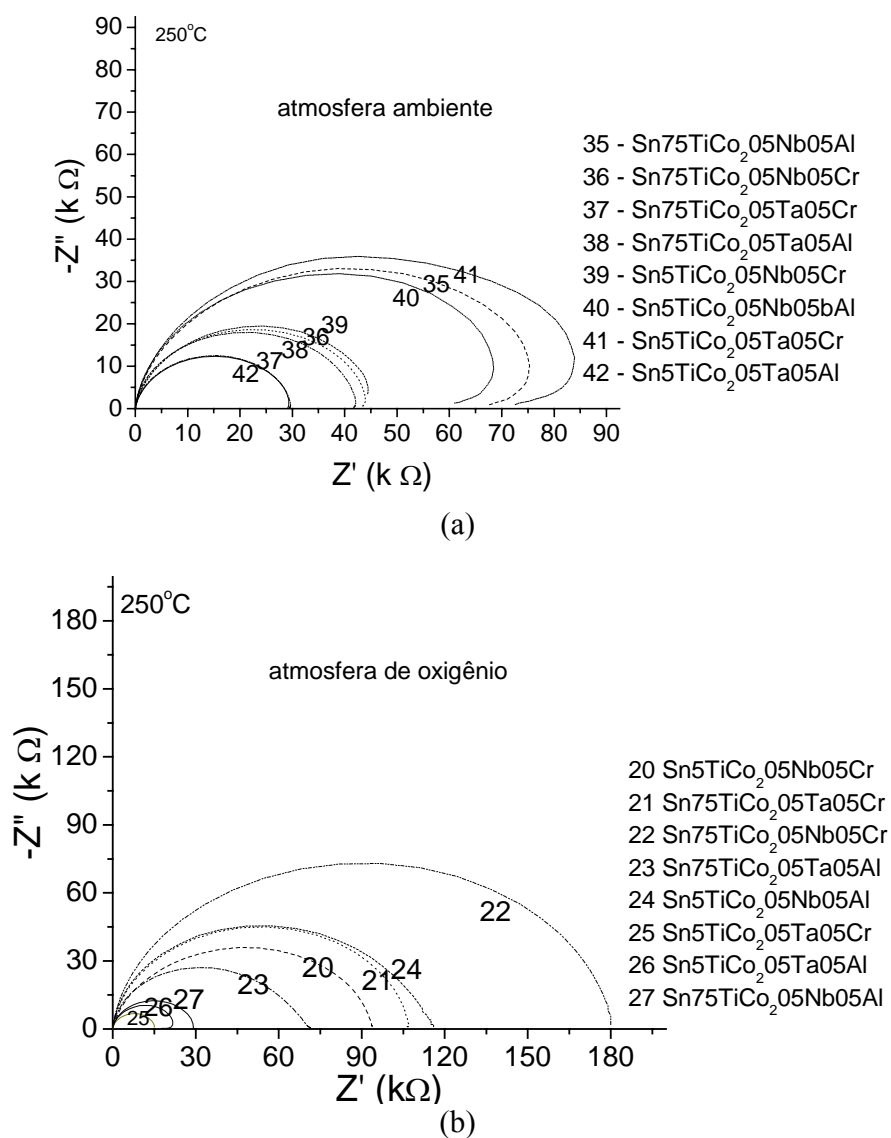 90
80
70
60
50
40
30
20
10
0
-Z" (k Ω)
250°C
atmosfera ambiente
41
35
40
39
36
38
37
42
0 10 20 30 40 50 60 70 80 90
Z' (k Ω)
35 - Sn75TiCo₂05Nb05Al
36 - Sn75TiCo₂05Nb05Cr
37 - Sn75TiCo₂05Ta05Cr
38 - Sn75TiCo₂05Ta05Al
39 - Sn5TiCo₂05Nb05Cr
40 - Sn5TiCo₂05Nb05bAl
41 - Sn5TiCo₂05Ta05Cr
42 - Sn5TiCo₂05Ta05Al
(a)
180
150
120
90
60
30
0
-Z" (k Ω)
250°C
atmosfera de oxigênio
22
20
21
24
23
27
26
25
0 30 60 90 120 150 180
Z' (kΩ)
20 Sn5TiCo₂05Nb05Cr
21 Sn75TiCo₂05Ta05Cr
22 Sn75TiCo₂05Nb05Cr
23 Sn75TiCo₂05Ta05Al
24 Sn5TiCo₂05Nb05Al
25 Sn5TiCo₂05Ta05Cr
26 Sn5TiCo₂05Ta05Al
27 Sn75TiCo₂05Nb05Al
(b)